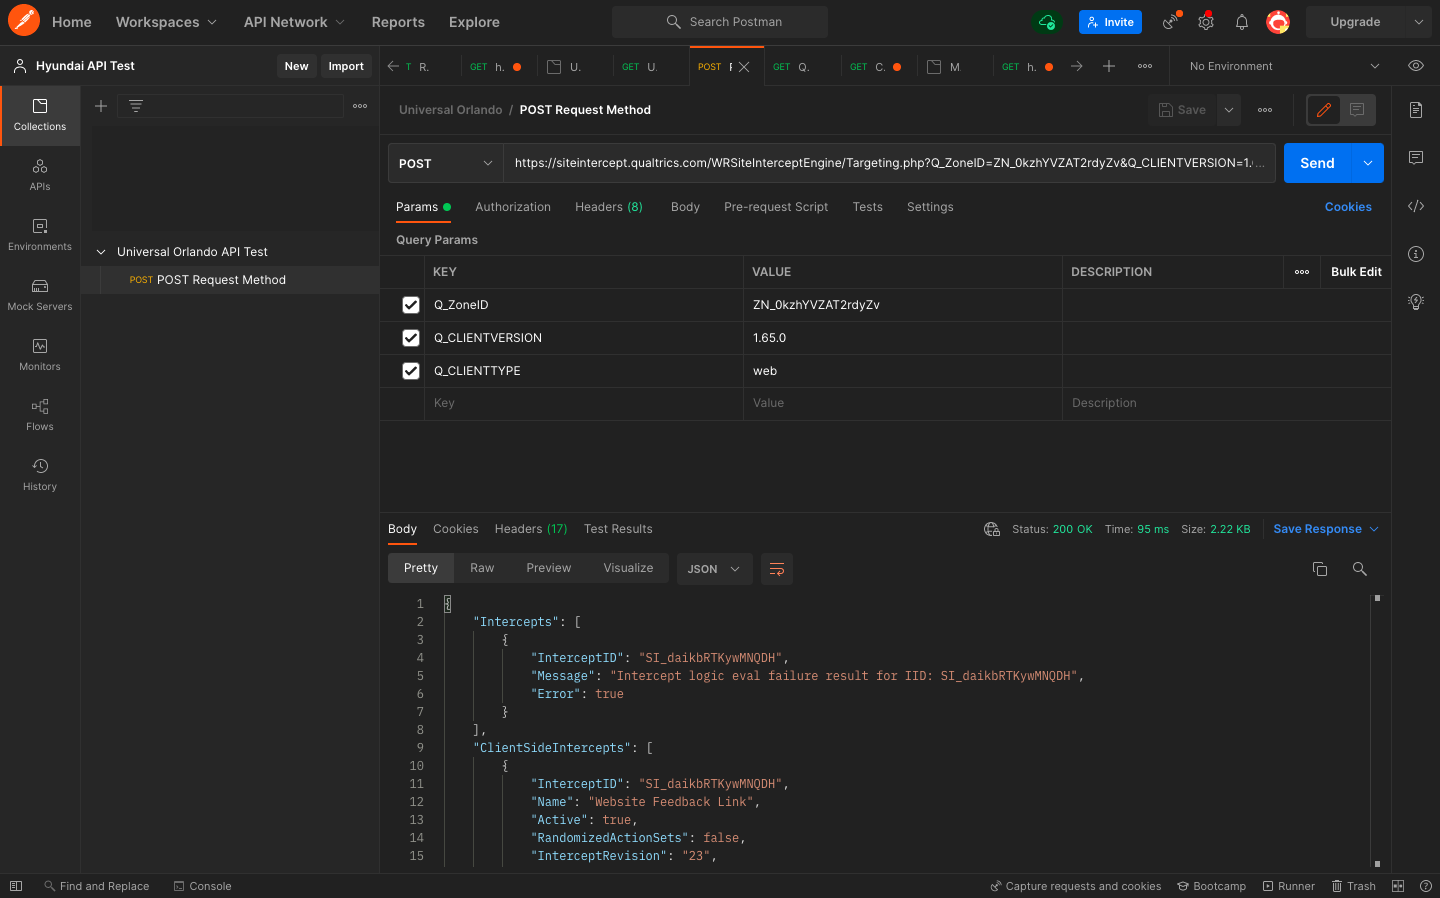 Home Workspaces API Network Reports Explore Search Postman Invite Upgrade
Hyundai API Test New Import
T R. GET h. U. GET U. POST F GET Q. GET C. M GET h. No Environment
Collections
APIs
Environments
Mock Servers
Monitors
Flows
History
Universal Orlando API Test
POST POST Request Method
Universal Orlando / POST Request Method Save
POST https://siteintercept.qualtrics.com/WRSiteInterceptEngine/Targeting.php?Q_ZoneID=ZN_0kzhYVZAT2rdyZv&Q_CLIENTVERSION=1.… Send
Params Authorization Headers (8) Body Pre-request Script Tests Settings Cookies
Query Params
KEY VALUE DESCRIPTION Bulk Edit
Q_ZoneID ZN_0kzhYVZAT2rdyZv
Q_CLIENTVERSION 1.65.0
Q_CLIENTTYPE web
Key Value Description
Body Cookies Headers (17) Test Results Status: 200 OK Time: 95 ms Size: 2.22 KB Save Response
Pretty Raw Preview Visualize JSON
1 {
2 "Intercepts": [
3 {
4 "InterceptID": "SI_daikbRTKywMNQDH",
5 "Message": "Intercept logic eval failure result for IID: SI_daikbRTKywMNQDH",
6 "Error": true
7 }
8 ],
9 "ClientSideIntercepts": [
10 {
11 "InterceptID": "SI_daikbRTKywMNQDH",
12 "Name": "Website Feedback Link",
13 "Active": true,
14 "RandomizedActionSets": false,
15 "InterceptRevision": "23",
Find and Replace Console Capture requests and cookies Bootcamp Runner Trash